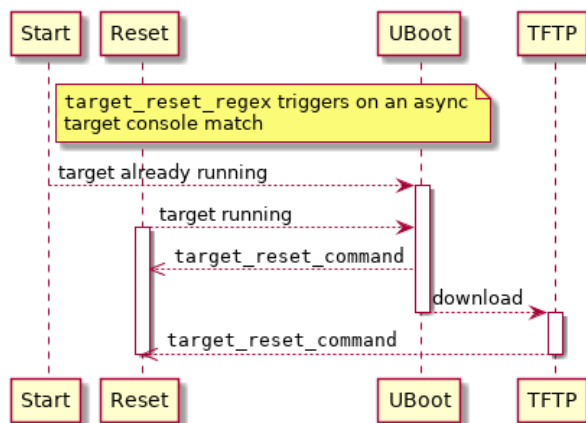 Start Reset UBoot TFTP
target_reset_regex triggers on an async
target console match
target already running
target running
target_reset_command
download
target_reset_command
Start Reset UBoot TFTP